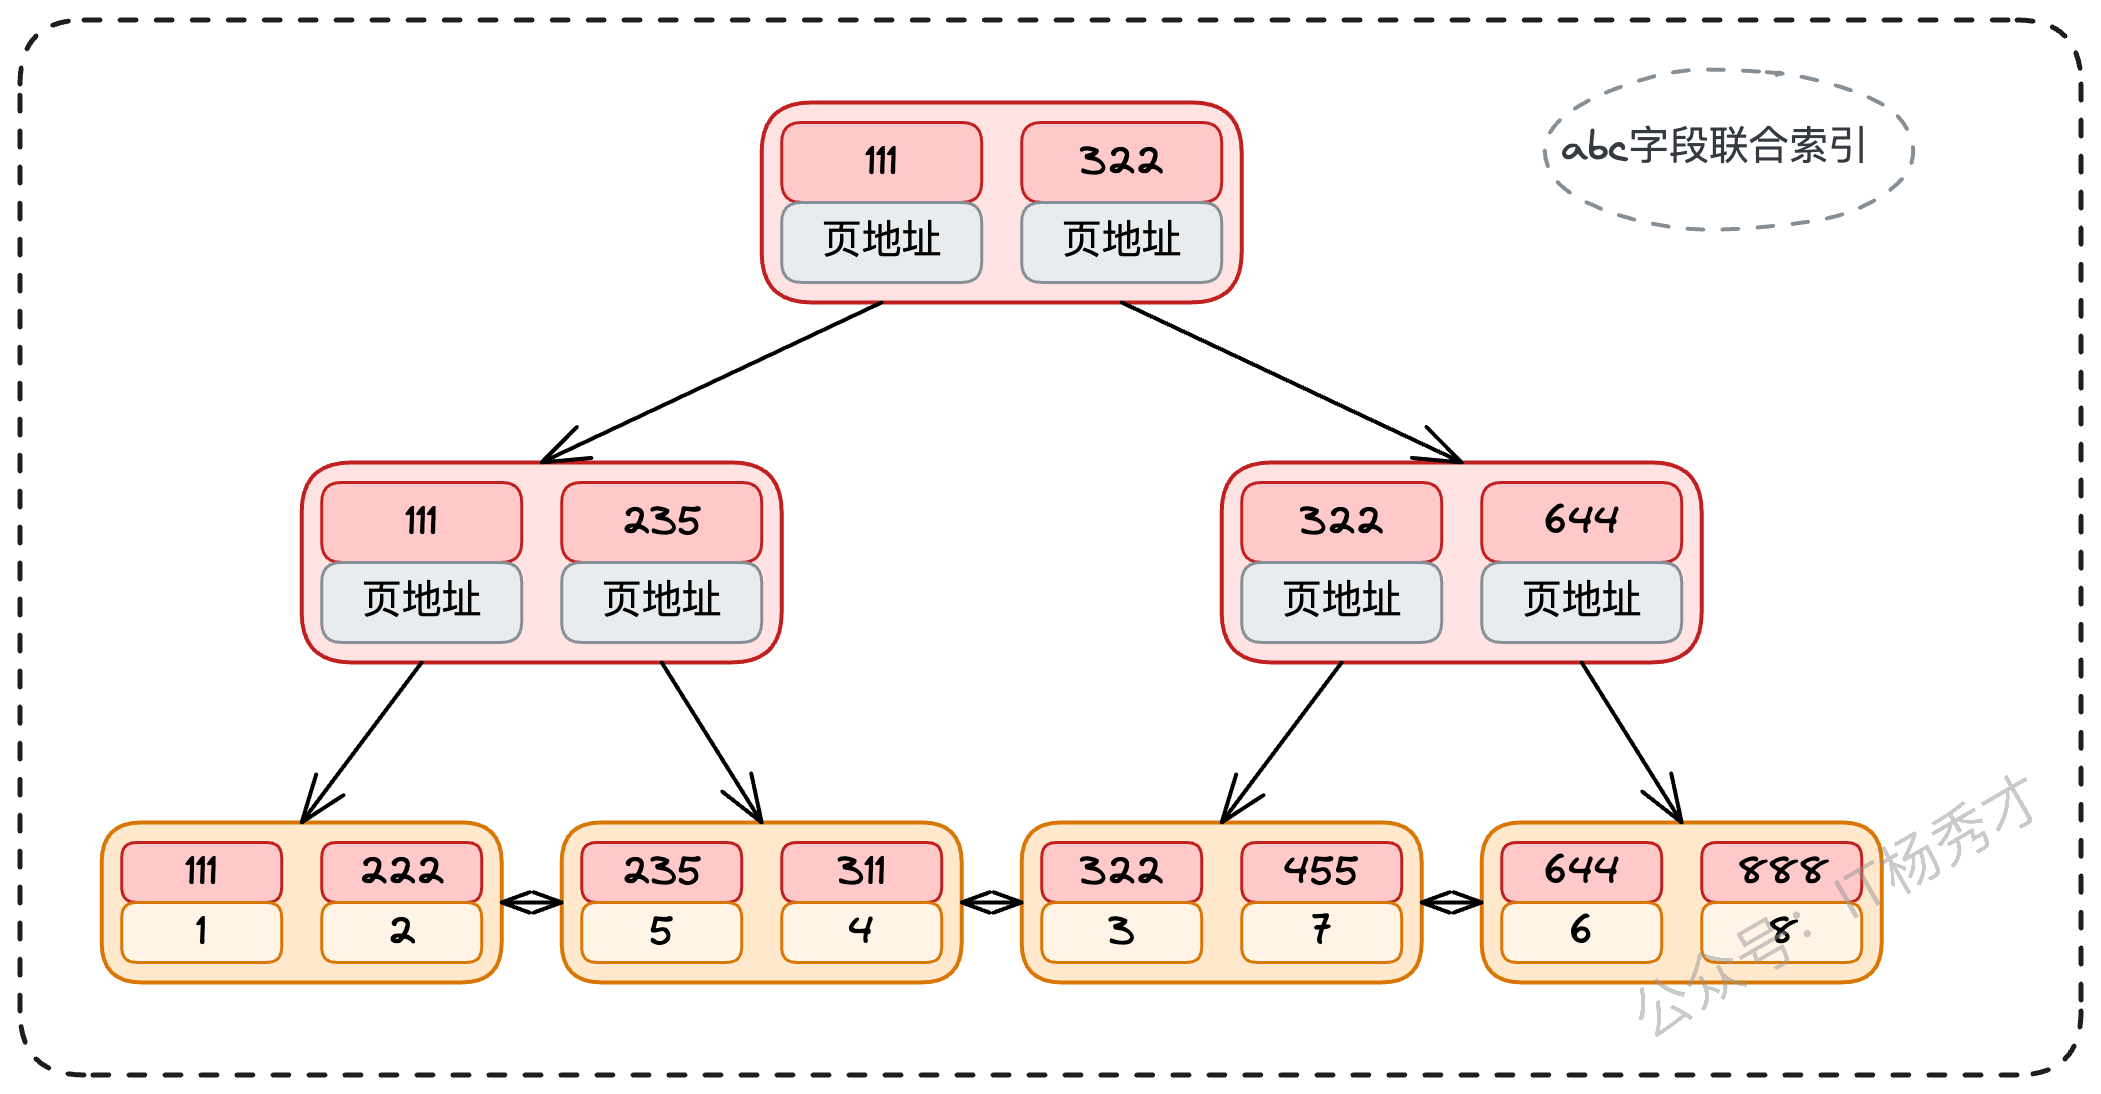 abc字段联合索引
111 322
页地址 页地址
111 235 322 644
页地址 页地址 页地址 页地址
111 222 235 311 322 455 644 888
1 2 5 4 3 7 6 8
公众号：IT杨秀才